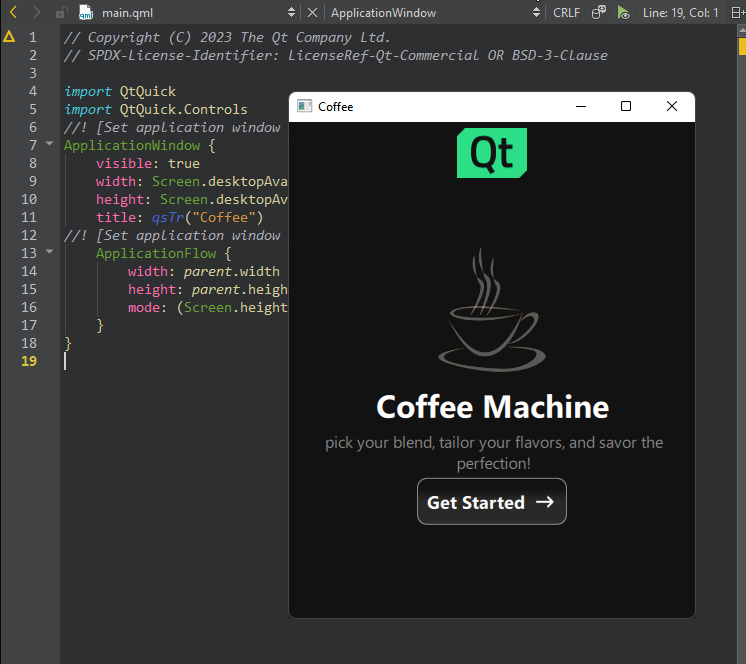 main.qml
ApplicationWindow
CRLF
Line: 19, Col: 1
1 // Copyright (C) 2023 The Qt Company Ltd.
2 // SPDX-License-Identifier: LicenseRef-Qt-Commercial OR BSD-3-Clause
3
4 import QtQuick
5 import QtQuick.Controls
6 //! [Set application window
7 ApplicationWindow {
8 visible: true
9 width: Screen.desktopAva
10 height: Screen.desktopAv
11 title: qsTr("Coffee")
12 //! [Set application window
13 ApplicationFlow {
14 width: parent.width
15 height: parent.heigh
16 mode: (Screen.height
17 }
18 }
19
Coffee
Qt
Coffee Machine
pick your blend, tailor your flavors, and savor the
perfection!
Get Started →